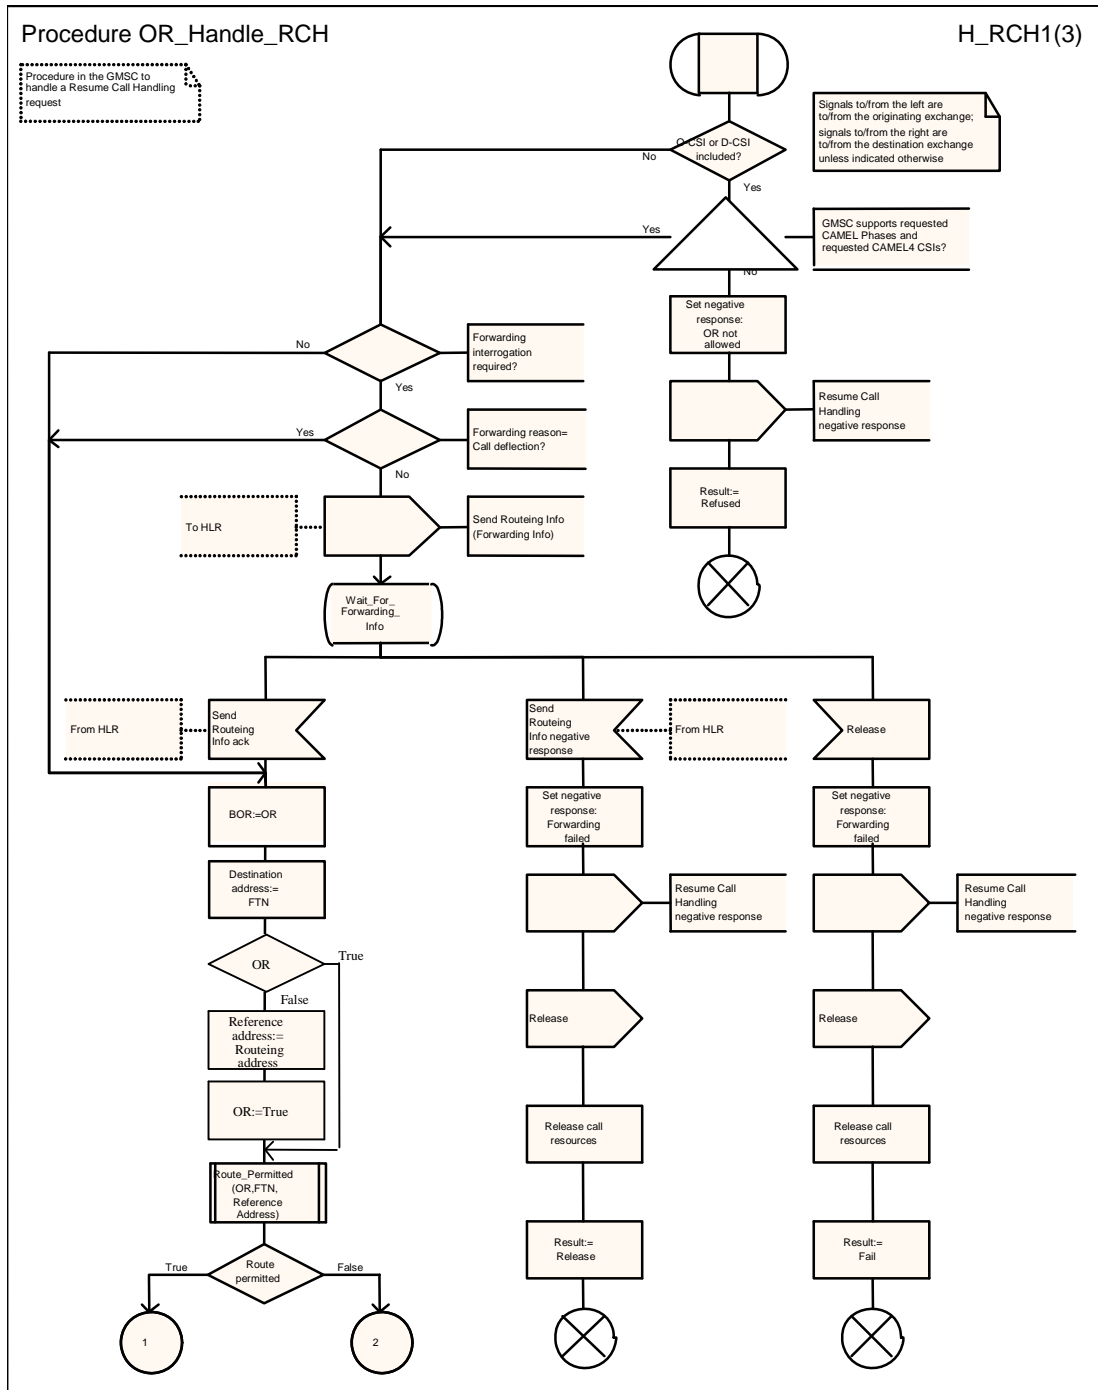 Procedure OR_Handle_RCH
H_RCH1(3)
Procedure in the GMSC to
handle a Resume Call Handling
request
Signals to/from the left are
to/from the originating exchange;
signals to/from the right are
to/from the destination exchange
unless indicated otherwise
O-CSI or D-CSI
included?
No
Yes
Yes
GMSC supports requested
CAMEL Phases and
requested CAMEL4 CSIs?
No
Set negative
response:
OR not
allowed
No
Forwarding
interrogation
required?
Yes
Resume Call
Handling
negative response
Yes
Forwarding reason=
Call deflection?
No
Result:=
Refused
To HLR
Send Routeing Info
(Forwarding Info)
Wait_For_
Forwarding_
Info
From HLR
Send
Routeing
Info ack
Send
Routeing
Info negative
response
From HLR
Release
BOR:=OR
Set negative
response:
Forwarding
failed
Set negative
response:
Forwarding
failed
Destination
address:=
FTN
Resume Call
Handling
negative response
Resume Call
Handling
negative response
OR
True
False
Reference
address:=
Routeing
address
Release
Release
OR:=True
Release call
resources
Release call
resources
Route_Permitted
(OR,FTN,
Reference
Address)
Result:=
Release
Result:=
Fail
True
Route
permitted
False
1
2